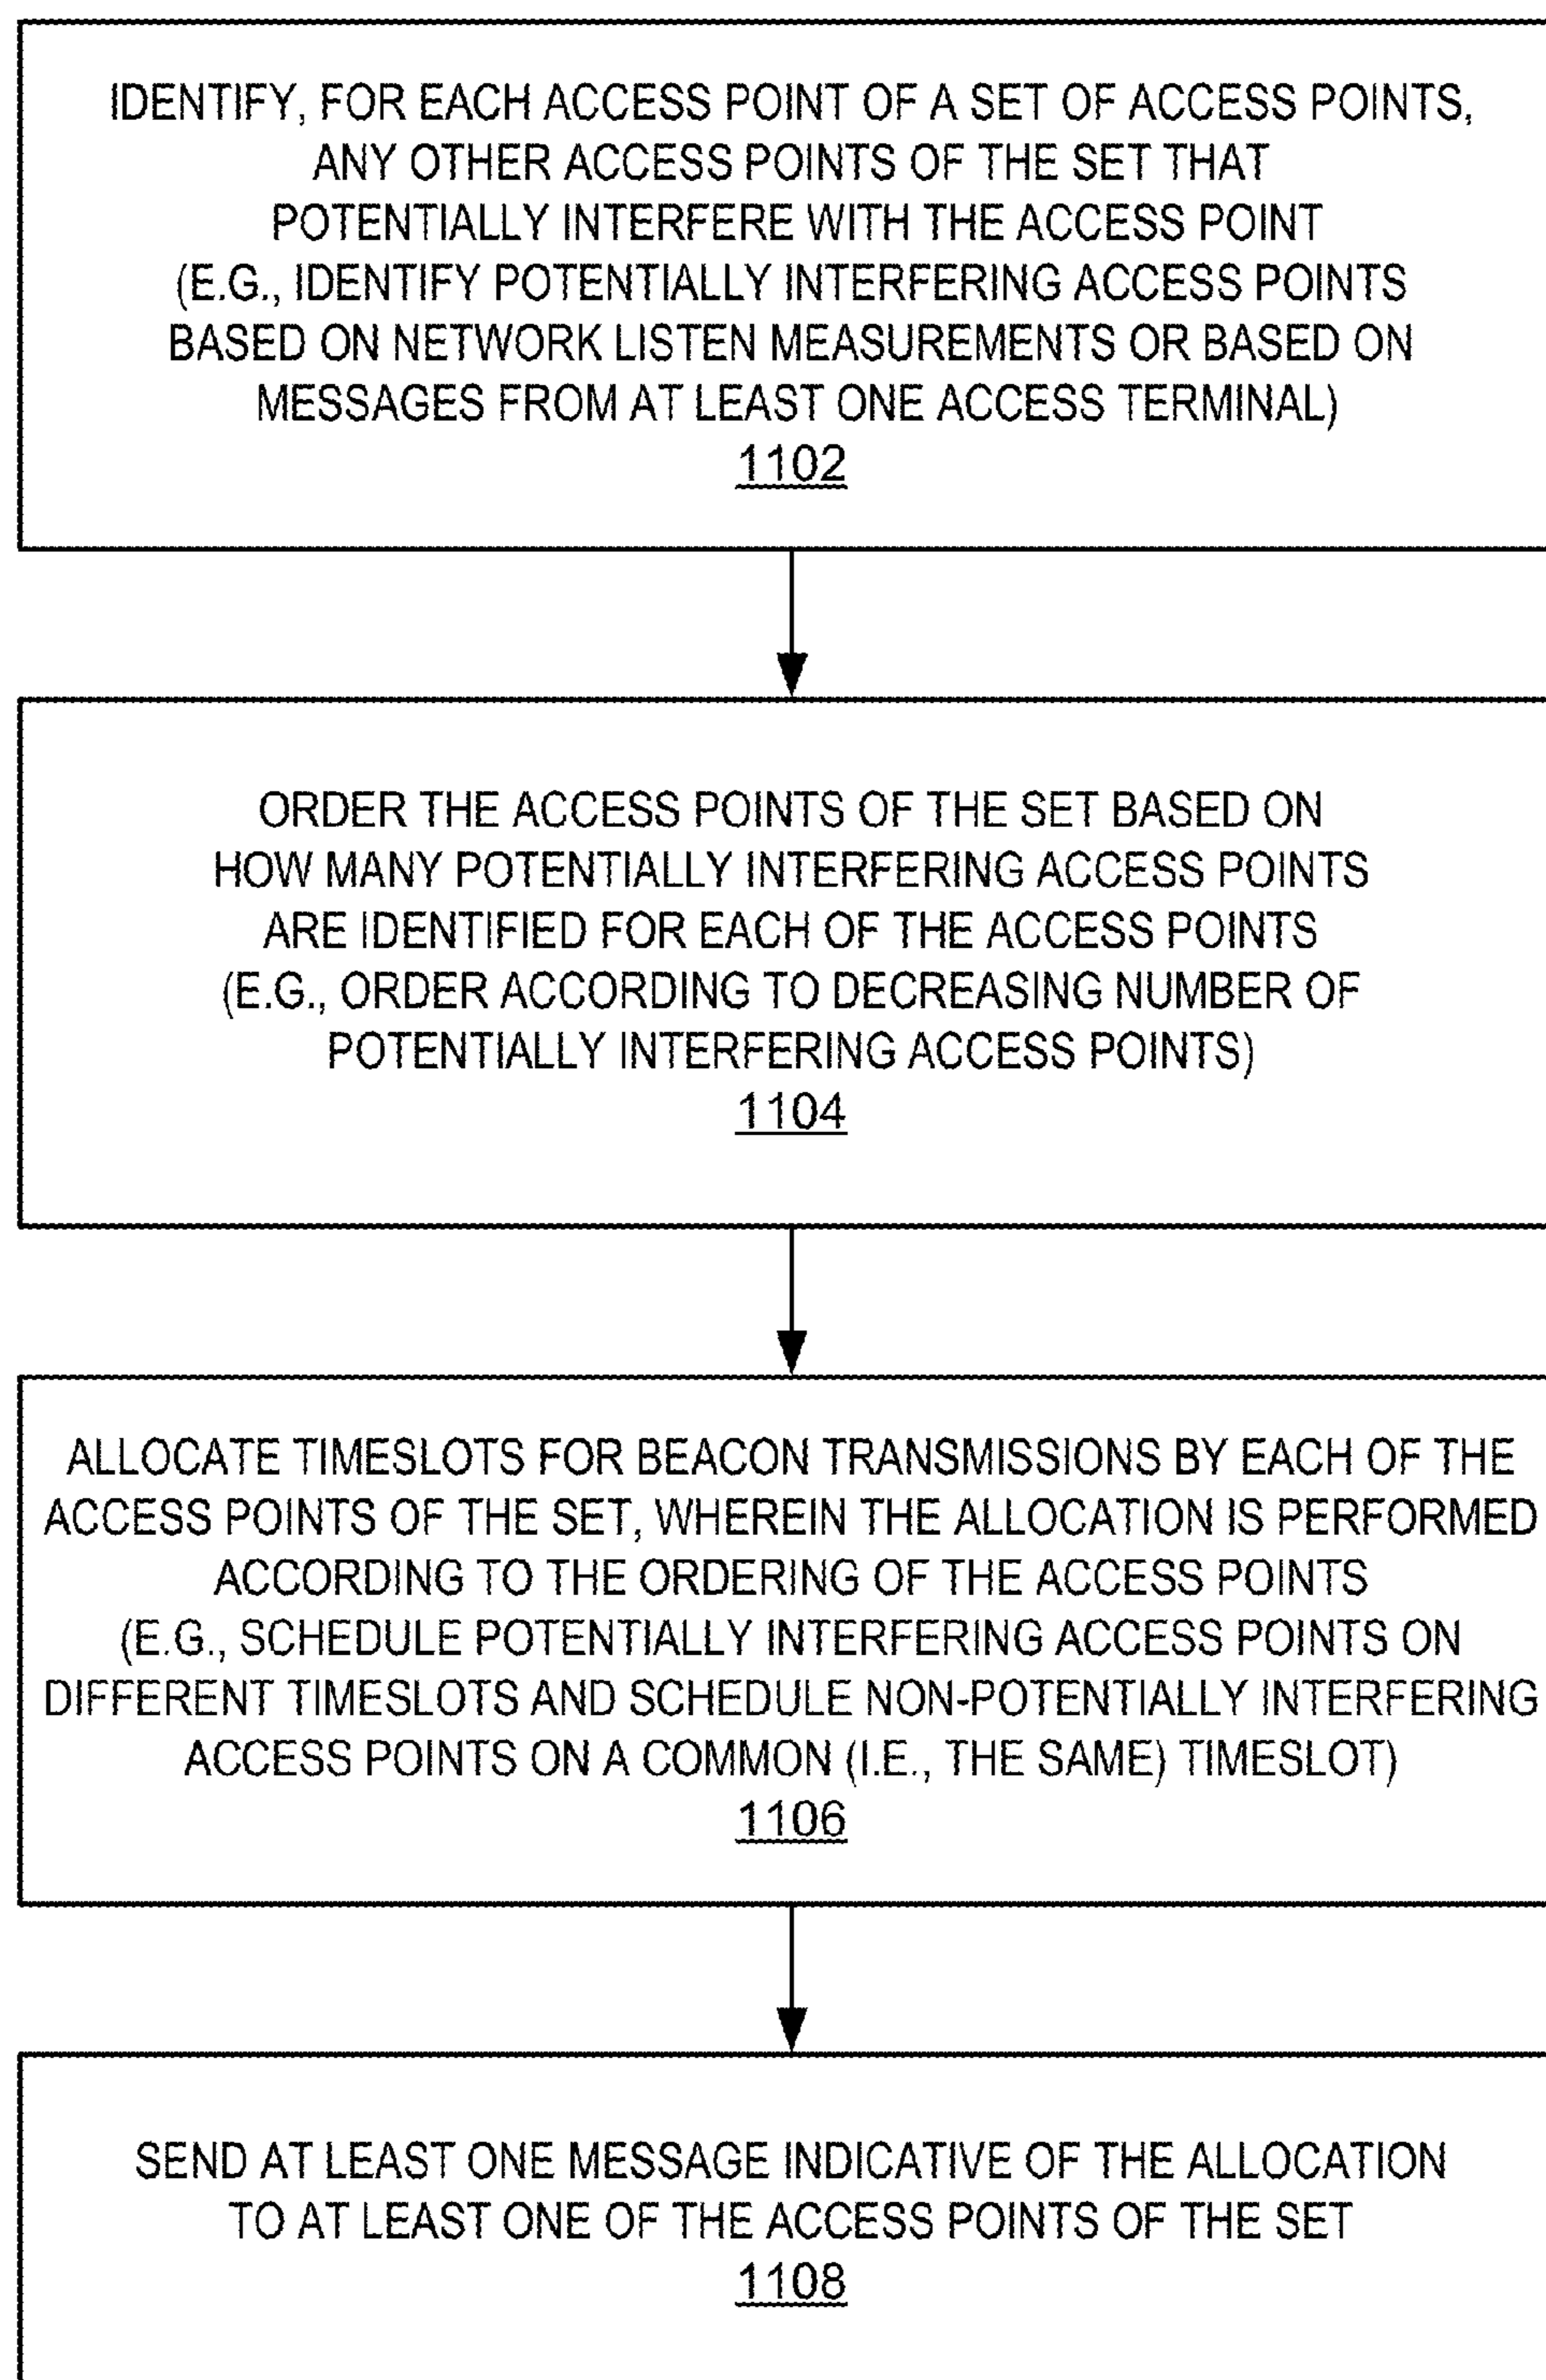 IDENTIFY, FOR EACH ACCESS POINT OF A SET OF ACCESS POINTS,
ANY OTHER ACCESS POINTS OF THE SET THAT
POTENTIALLY INTERFERE WITH THE ACCESS POINT
(E.G., IDENTIFY POTENTIALLY INTERFERING ACCESS POINTS
BASED ON NETWORK LISTEN MEASUREMENTS OR BASED ON
MESSAGES FROM AT LEAST ONE ACCESS TERMINAL)
1102
ORDER THE ACCESS POINTS OF THE SET BASED ON
HOW MANY POTENTIALLY INTERFERING ACCESS POINTS
ARE IDENTIFIED FOR EACH OF THE ACCESS POINTS
(E.G., ORDER ACCORDING TO DECREASING NUMBER OF
POTENTIALLY INTERFERING ACCESS POINTS)
1104
ALLOCATE TIMESLOTS FOR BEACON TRANSMISSIONS BY EACH OF THE
ACCESS POINTS OF THE SET, WHEREIN THE ALLOCATION IS PERFORMED
ACCORDING TO THE ORDERING OF THE ACCESS POINTS
(E.G., SCHEDULE POTENTIALLY INTERFERING ACCESS POINTS ON
DIFFERENT TIMESLOTS AND SCHEDULE NON-POTENTIALLY INTERFERING
ACCESS POINTS ON A COMMON (I.E., THE SAME) TIMESLOT)
1106
SEND AT LEAST ONE MESSAGE INDICATIVE OF THE ALLOCATION
TO AT LEAST ONE OF THE ACCESS POINTS OF THE SET
1108